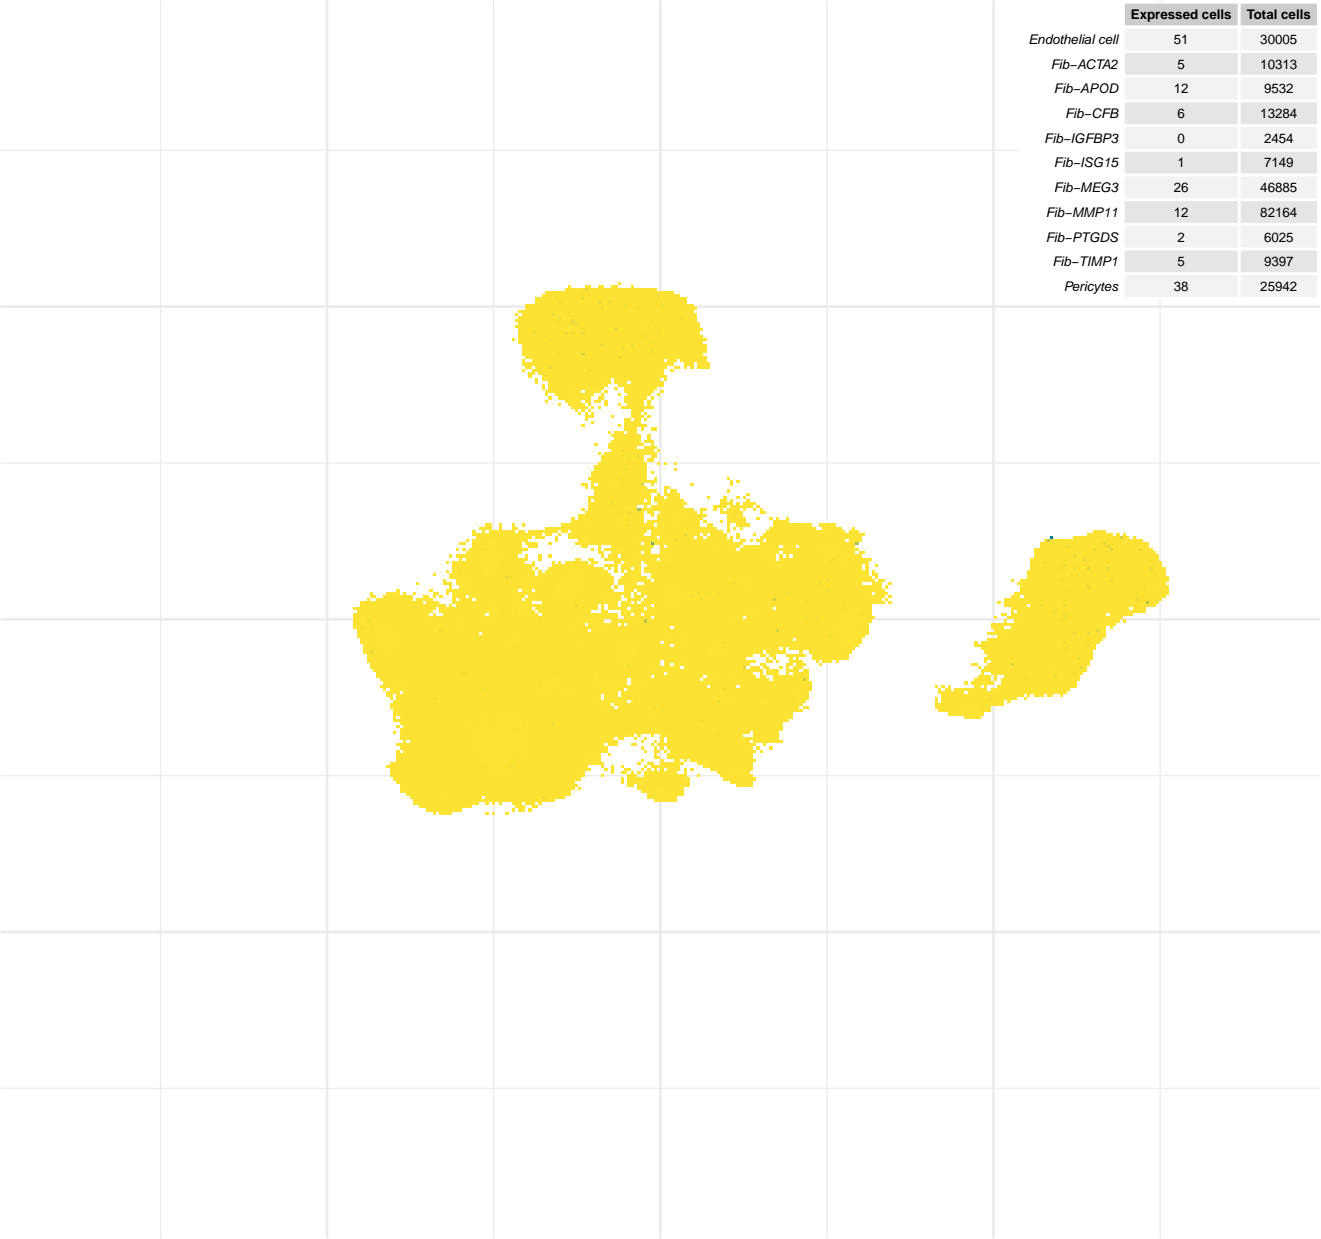 Expressed cells Total cells
Endothelial cell 51 30005
Fib−ACTA2 5 10313
Fib−APOD 12 9532
Fib−CFB 6 13284
Fib−IGFBP3 0 2454
Fib−ISG15 1 7149
Fib−MEG3 26 46885
Fib−MMP11 12 82164
Fib−PTGDS 2 6025
Fib−TIMP1 5 9397
Pericytes 38 25942